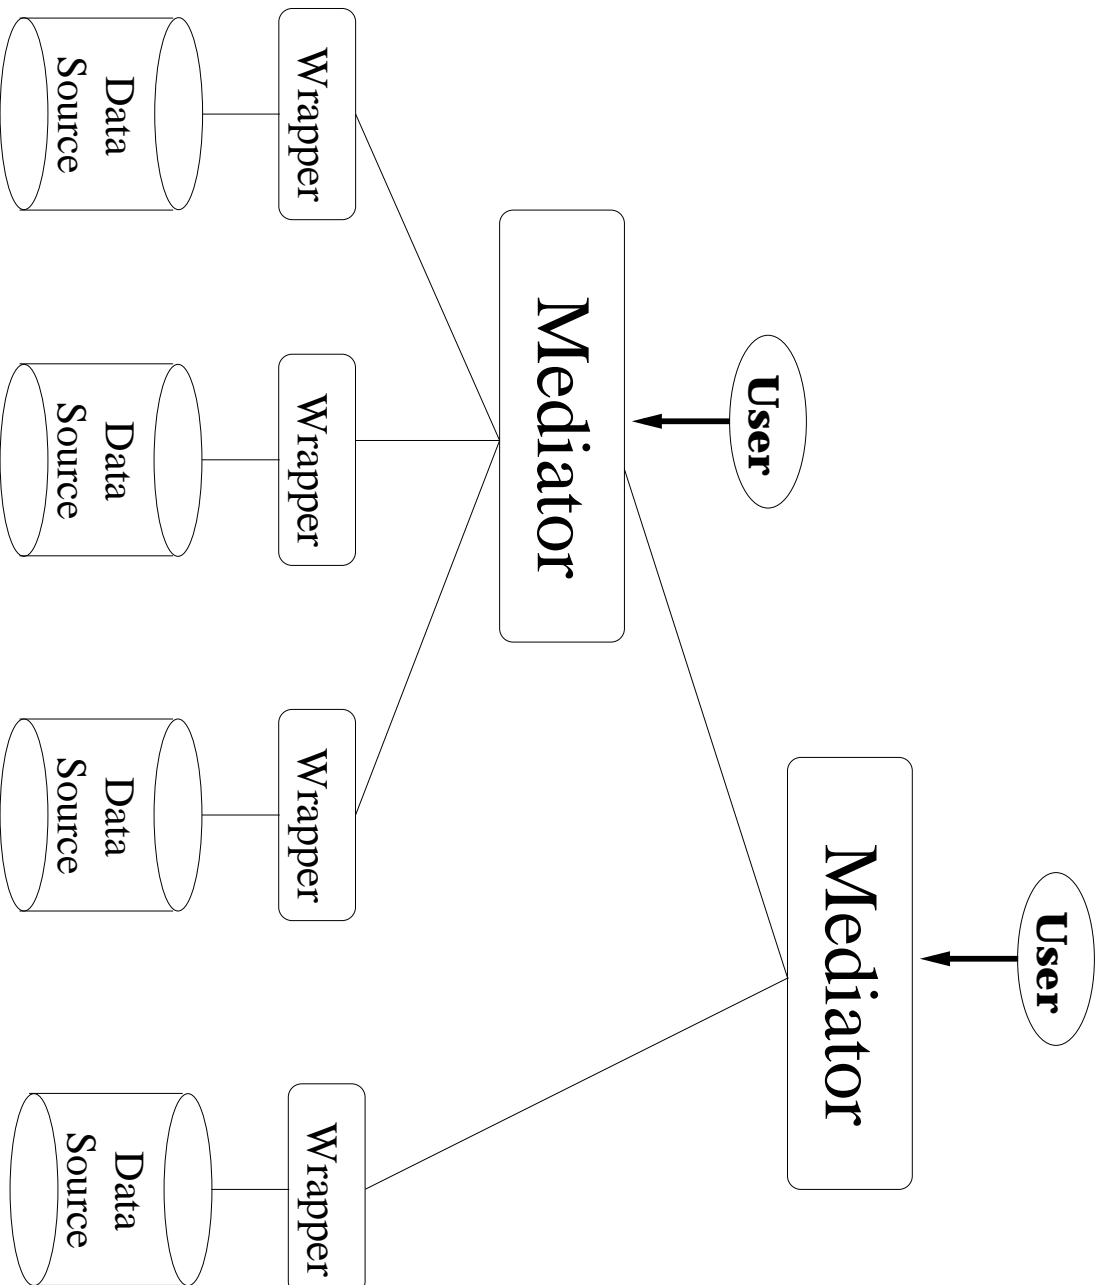 User
User
Mediator
Mediator
Wrapper
Wrapper
Wrapper
Wrapper
Data
Source
Data
Source
Data
Source
Data
Source